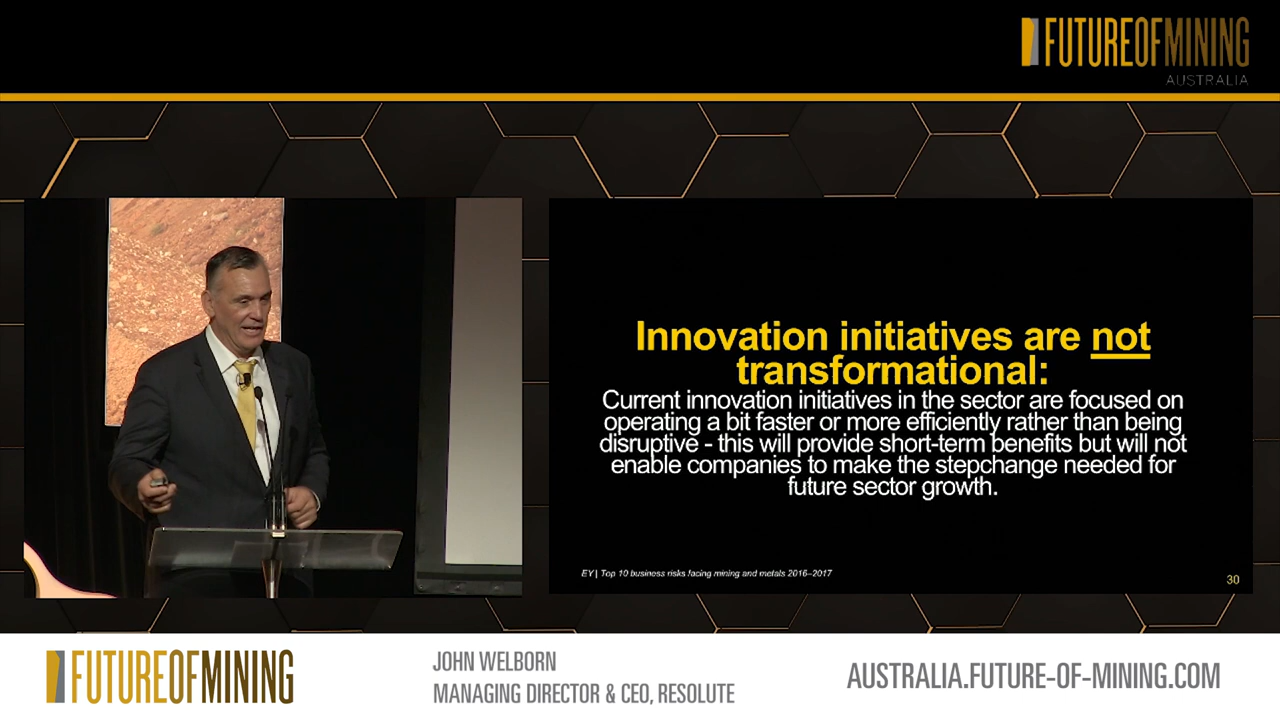 FUTUREOFMINING
AUSTRALIA
Innovation initiatives are not
transformational:
Current innovation initiatives in the sector are focused on
operating a bit faster or more efficiently rather than being
disruptive - this will provide short-term benefits but will not
enable companies to make the stepchange needed for
future sector growth.
EY | Top 10 business risks facing mining and metals 2016–2017
30
FUTUREOFMINING
JOHN WELBORN
MANAGING DIRECTOR & CEO, RESOLUTE
AUSTRALIA.FUTURE-OF-MINING.COM